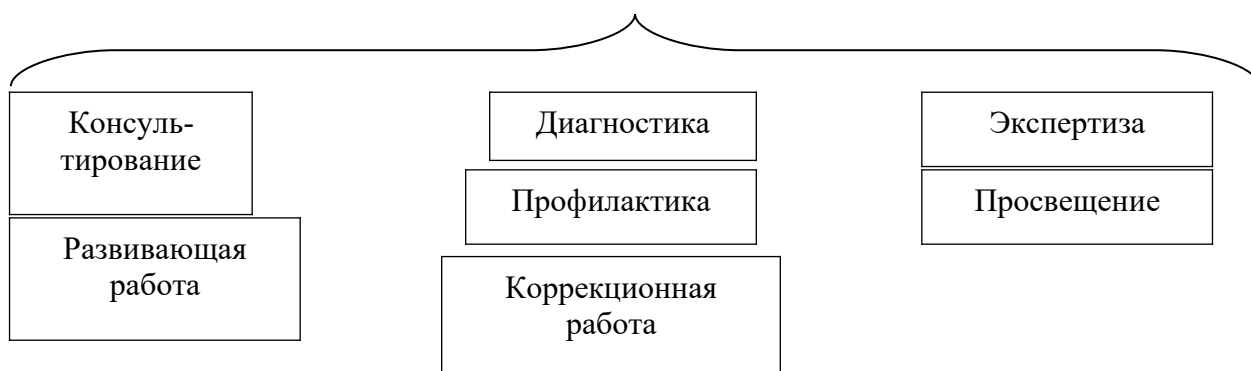 Консуль-
тирование
Развивающая
работа
Диагностика
Профилактика
Коррекционная
работа
Экспертиза
Просвещение